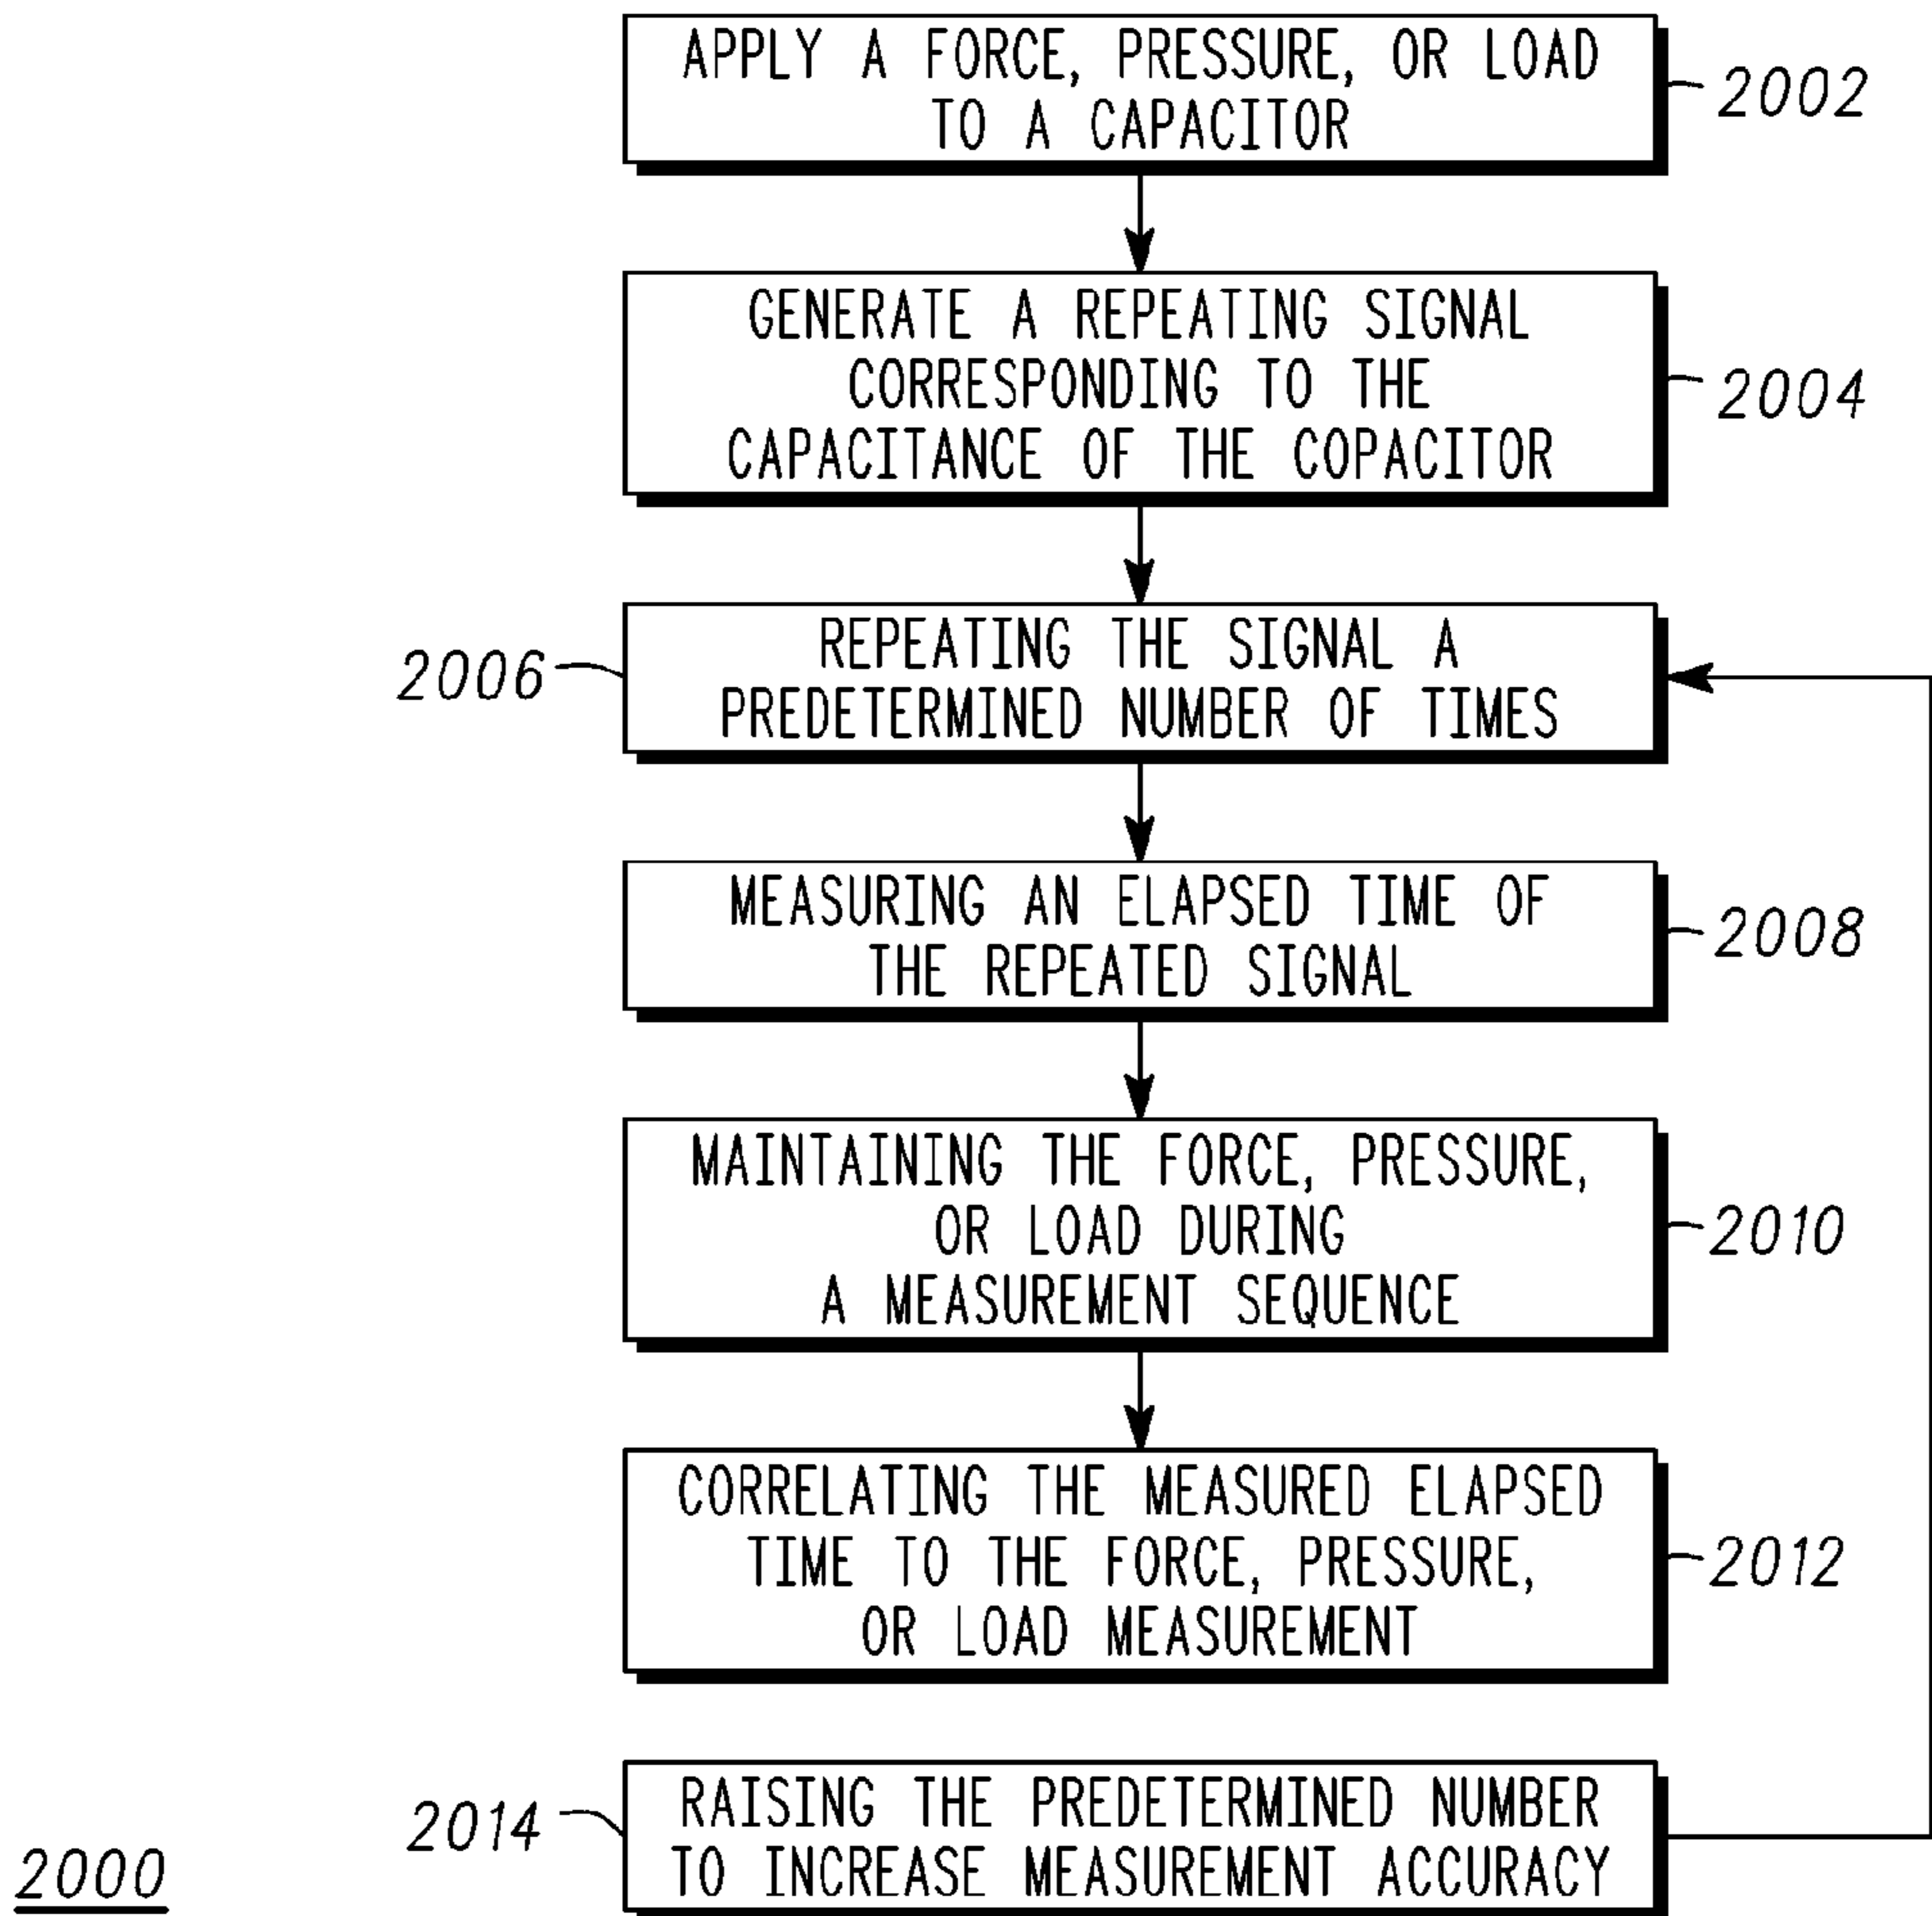 APPLY A FORCE, PRESSURE, OR LOAD
TO A CAPACITOR
2002
GENERATE A REPEATING SIGNAL
CORRESPONDING TO THE
CAPACITANCE OF THE COPACITOR
2004
REPEATING THE SIGNAL A
PREDETERMINED NUMBER OF TIMES
2006
MEASURING AN ELAPSED TIME OF
THE REPEATED SIGNAL
2008
MAINTAINING THE FORCE, PRESSURE,
OR LOAD DURING
A MEASUREMENT SEQUENCE
2010
CORRELATING THE MEASURED ELAPSED
TIME TO THE FORCE, PRESSURE,
OR LOAD MEASUREMENT
2012
RAISING THE PREDETERMINED NUMBER
TO INCREASE MEASUREMENT ACCURACY
2014
2000